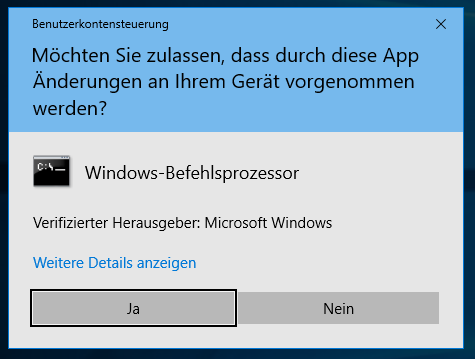 Benutzerkontensteuerung
Möchten Sie zulassen, dass durch diese App
Änderungen an Ihrem Gerät vorgenommen
werden?
C:\_
Windows-Befehlsprozessor
Verifizierter Herausgeber: Microsoft Windows
Weitere Details anzeigen
Ja
Nein